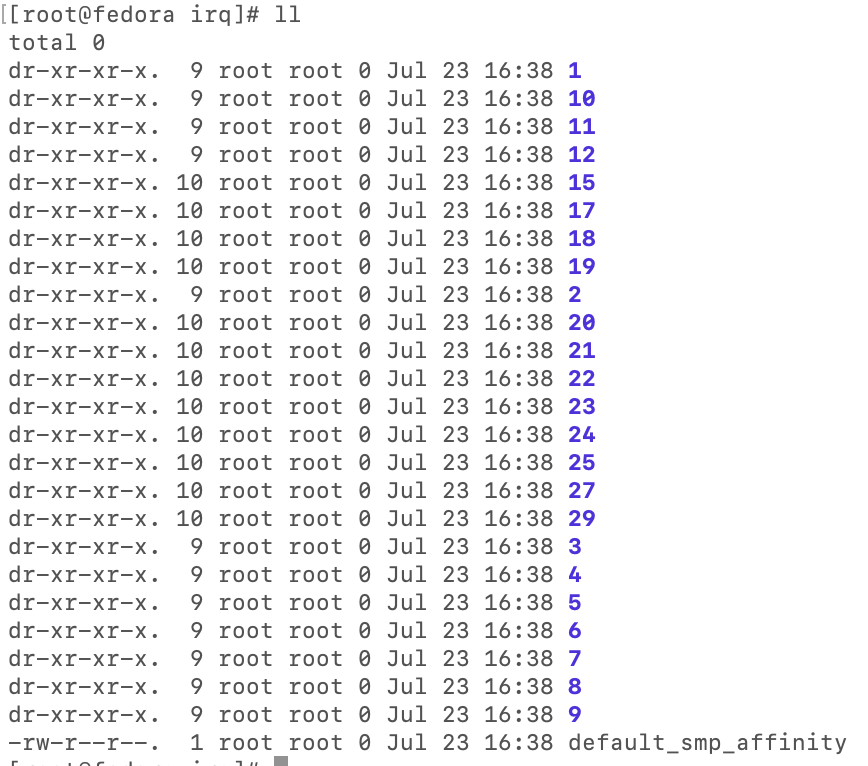 [[root@fedora irq]# ll
total 0
dr-xr-xr-x.  9 root root 0 Jul 23 16:38 1
dr-xr-xr-x.  9 root root 0 Jul 23 16:38 10
dr-xr-xr-x.  9 root root 0 Jul 23 16:38 11
dr-xr-xr-x.  9 root root 0 Jul 23 16:38 12
dr-xr-xr-x. 10 root root 0 Jul 23 16:38 15
dr-xr-xr-x. 10 root root 0 Jul 23 16:38 17
dr-xr-xr-x. 10 root root 0 Jul 23 16:38 18
dr-xr-xr-x. 10 root root 0 Jul 23 16:38 19
dr-xr-xr-x.  9 root root 0 Jul 23 16:38 2
dr-xr-xr-x. 10 root root 0 Jul 23 16:38 20
dr-xr-xr-x. 10 root root 0 Jul 23 16:38 21
dr-xr-xr-x. 10 root root 0 Jul 23 16:38 22
dr-xr-xr-x. 10 root root 0 Jul 23 16:38 23
dr-xr-xr-x. 10 root root 0 Jul 23 16:38 24
dr-xr-xr-x. 10 root root 0 Jul 23 16:38 25
dr-xr-xr-x. 10 root root 0 Jul 23 16:38 27
dr-xr-xr-x. 10 root root 0 Jul 23 16:38 29
dr-xr-xr-x.  9 root root 0 Jul 23 16:38 3
dr-xr-xr-x.  9 root root 0 Jul 23 16:38 4
dr-xr-xr-x.  9 root root 0 Jul 23 16:38 5
dr-xr-xr-x.  9 root root 0 Jul 23 16:38 6
dr-xr-xr-x.  9 root root 0 Jul 23 16:38 7
dr-xr-xr-x.  9 root root 0 Jul 23 16:38 8
dr-xr-xr-x.  9 root root 0 Jul 23 16:38 9
-rw-r--r--.  1 root root 0 Jul 23 16:38 default_smp_affinity
[root@fedora irq]#